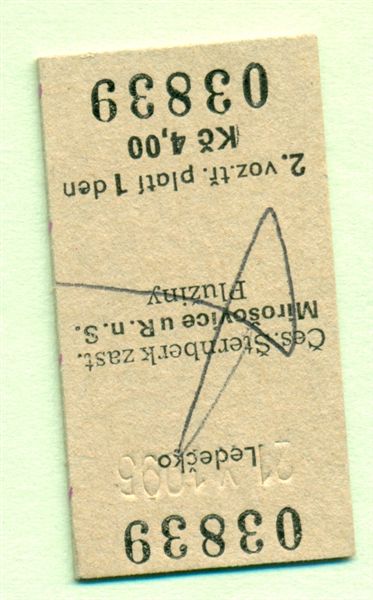 03839
Ledečko
Čes.Šternberk zast.
Mirošovice u R. n. S.
Plužiny
2. voz.tř. platí 1 den
Kč 4,00
03839